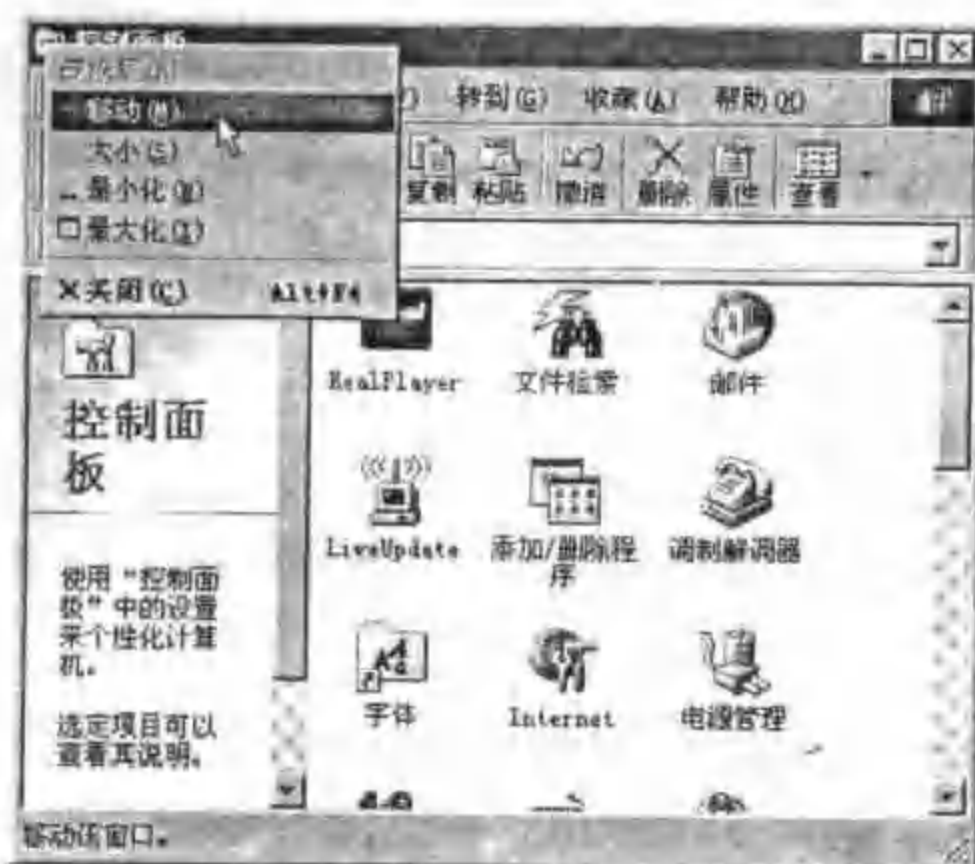 控制面板
移动(M)
转到(G) 收藏(A) 帮助(H)
大小(S)
复制 粘贴 撤消 删除 属性 查看
最小化(N)
最大化(X)
×关闭(C) Alt+F4
控制面
板
使用“控制面
板”中的设置
来个性化计算
机。
选定项目可以
查看其说明。
RealPlayer 文件检索 邮件
LiveUpdate 添加/删除程
序 调制解调器
字体 Internet 电源管理
移动该窗口。